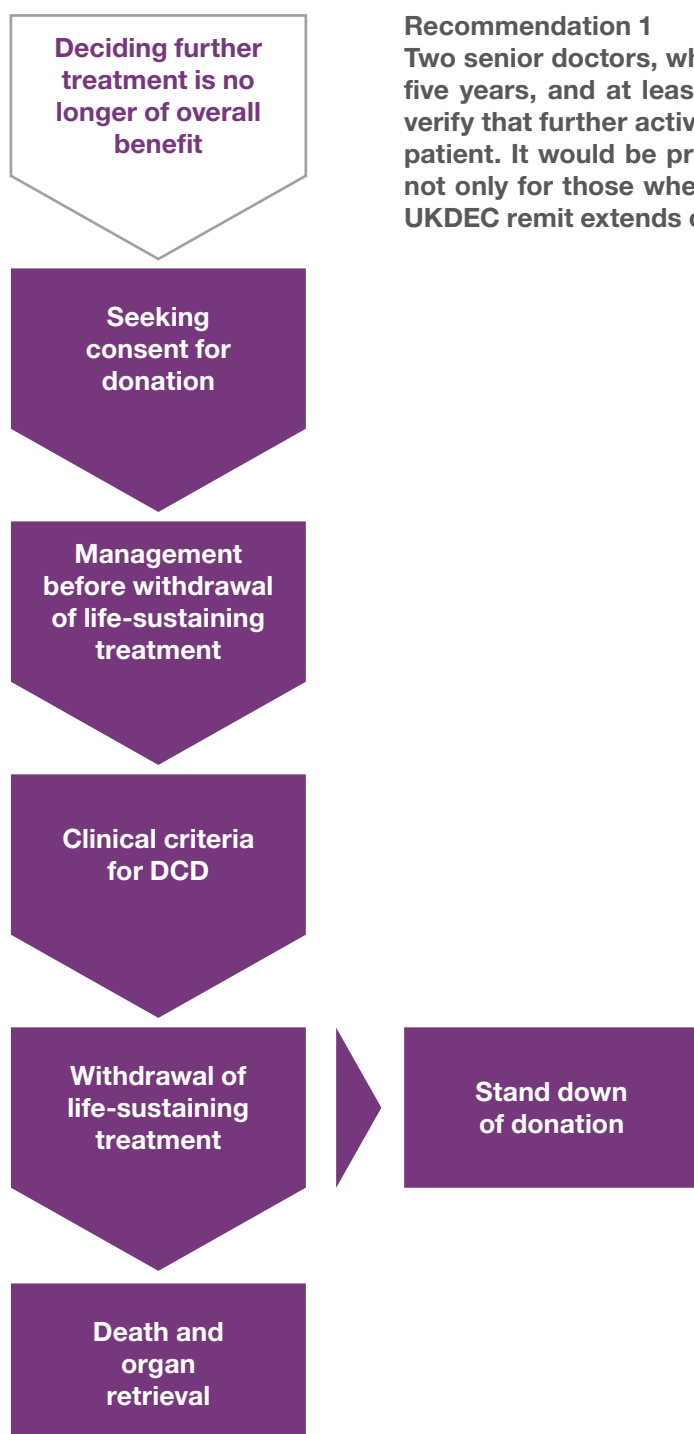 Deciding further
treatment is no
longer of overall
benefit
Recommendation 1
Two senior doctors, wh
five years, and at leas
verify that further activ
patient. It would be pr
not only for those whe
UKDEC remit extends
Seeking
consent for
donation
Management
before withdrawal
of life-sustaining
treatment
Clinical criteria
for DCD
Withdrawal of
life-sustaining
treatment
Stand down
of donation
Death and
organ
retrieval